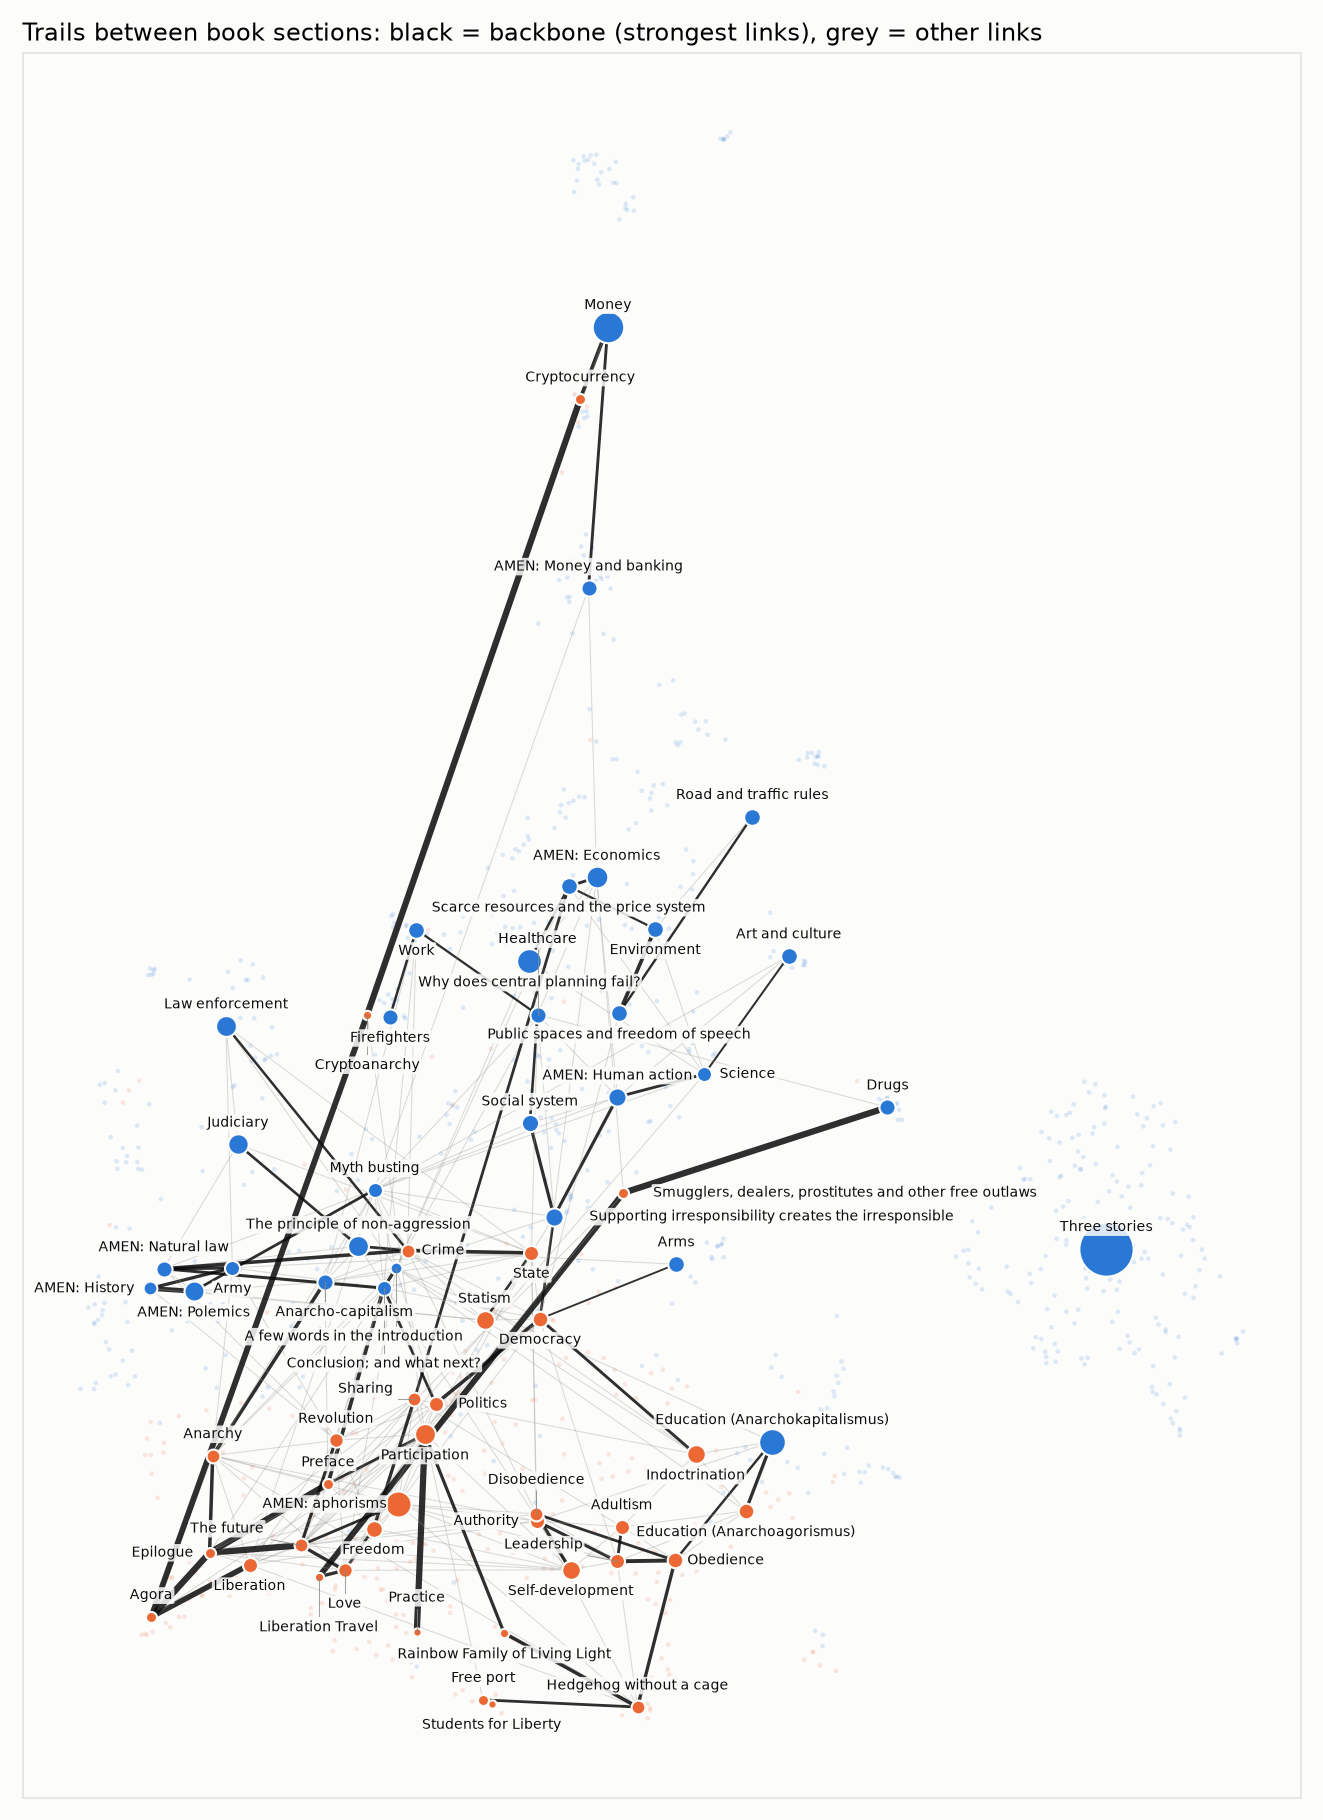 Trails between book sections: black = backbone (strongest links), grey = other links
Money
Cryptocurrency
AMEN: Money and banking
Road and traffic rules
AMEN: Economics
Scarce resources and the price system
Art and culture
Healthcare
Work
Environment
Why does central planning fail?
Law enforcement
Public spaces and freedom of speech
Firefighters
Cryptoanarchy
AMEN: Human action
Science
Drugs
Social system
Judiciary
Myth busting
Smugglers, dealers, prostitutes and other free outlaws
Supporting irresponsibility creates the irresponsible
The principle of non-aggression
Three stories
AMEN: Natural law
Crime
Arms
State
AMEN: History
Army
Statism
AMEN: Polemics
Anarcho-capitalism
A few words in the introduction
Democracy
Conclusion; and what next?
Sharing
Politics
Revolution
Education (Anarchokapitalismus)
Anarchy
Participation
Preface
Indoctrination
Disobedience
AMEN: aphorisms
Adultism
Authority
The future
Education (Anarchoagorismus)
Leadership
Freedom
Epilogue
Obedience
Liberation
Self-development
Agora
Practice
Love
Liberation Travel
Rainbow Family of Living Light
Free port
Hedgehog without a cage
Students for Liberty